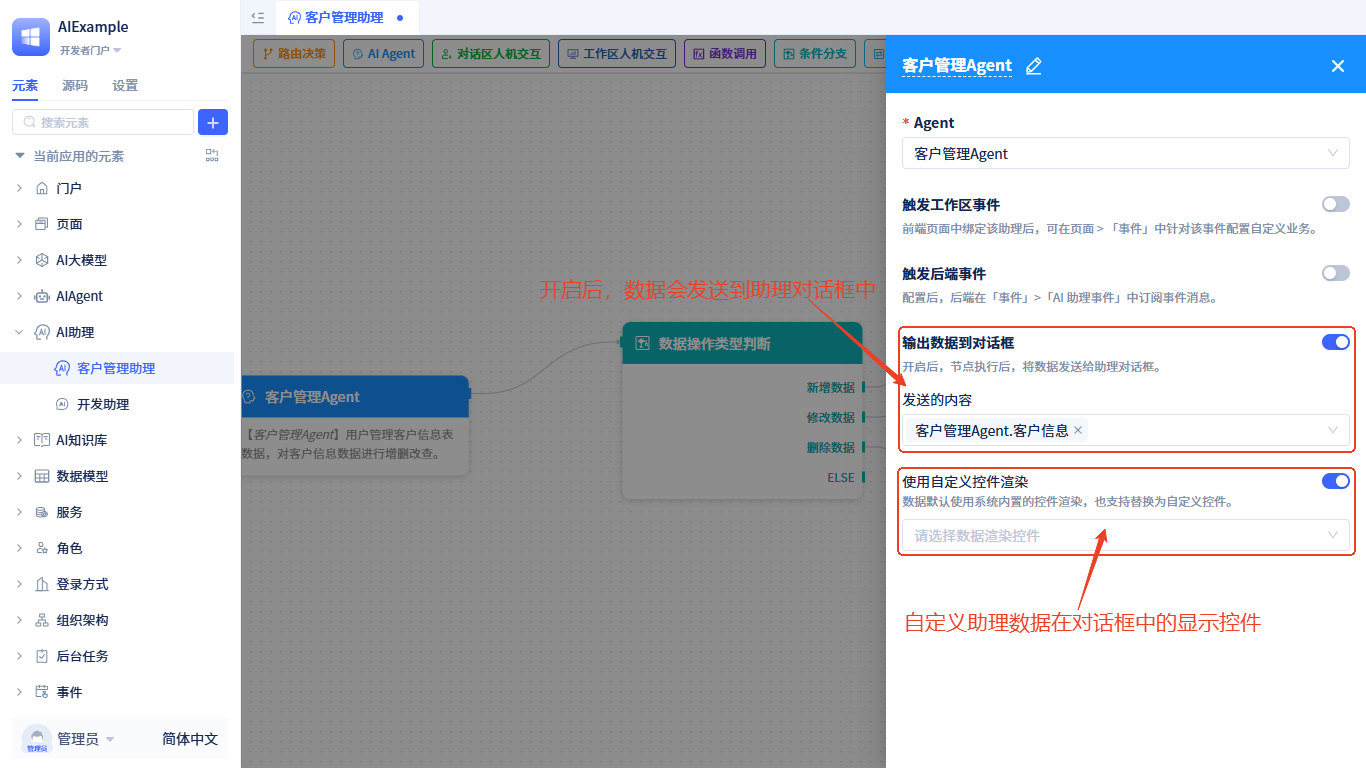 AIExample
开发者门户
元素
源码
设置
搜索元素
当前应用的元素
门户
页面
AI大模型
AIAgent
AI助理
客户管理助理
开发助理
AI知识库
数据模型
服务
角色
登录方式
组织架构
后台任务
事件
管理员
管理员
简体中文
客户管理助理
路由决策
AI Agent
对话区人机交互
工作区人机交互
函数调用
条件分支
开启后，数据会发送到助理对话框中
客户管理Agent
【客户管理Agent】用户管理客户信息表
数据，对客户信息数据进行增删改查。
数据操作类型判断
新增数据
修改数据
删除数据
ELSE
客户管理Agent
* Agent
客户管理Agent
触发工作区事件
前端页面中绑定该助理后，可在页面 > 「事件」中针对该事件配置自定义业务。
触发后端事件
配置后，后端在「事件」>「AI 助理事件」中订阅事件消息。
输出数据到对话框
开启后，节点执行后，将数据发送给助理对话框。
发送的内容
客户管理Agent.客户信息 ×
使用自定义控件渲染
数据默认使用系统内置的控件渲染，也支持替换为自定义控件。
请选择数据渲染控件
自定义助理数据在对话框中的显示控件